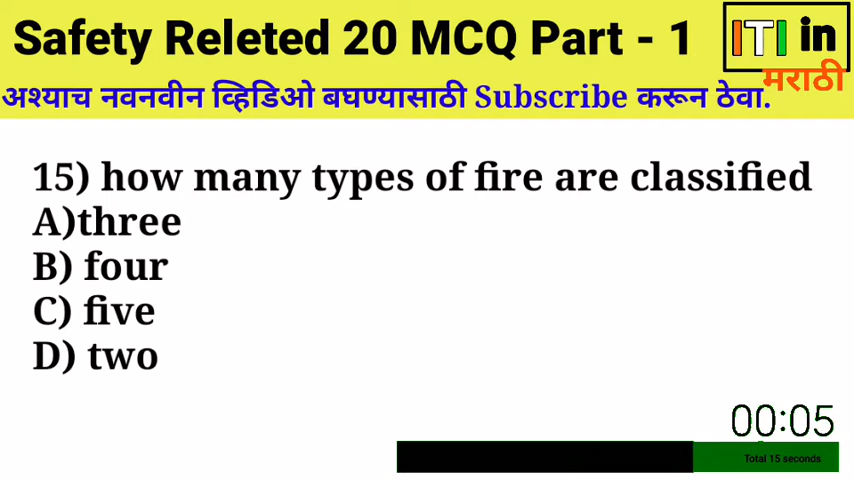 Safety Releted 20 MCQ Part - 1
ITI in
मराठी
अश्याच नवनवीन व्हिडिओ बघण्यासाठी Subscribe करून ठेवा.
15) how many types of fire are classified
A)three
B) four
C) five
D) two
00:05
Total 15 seconds